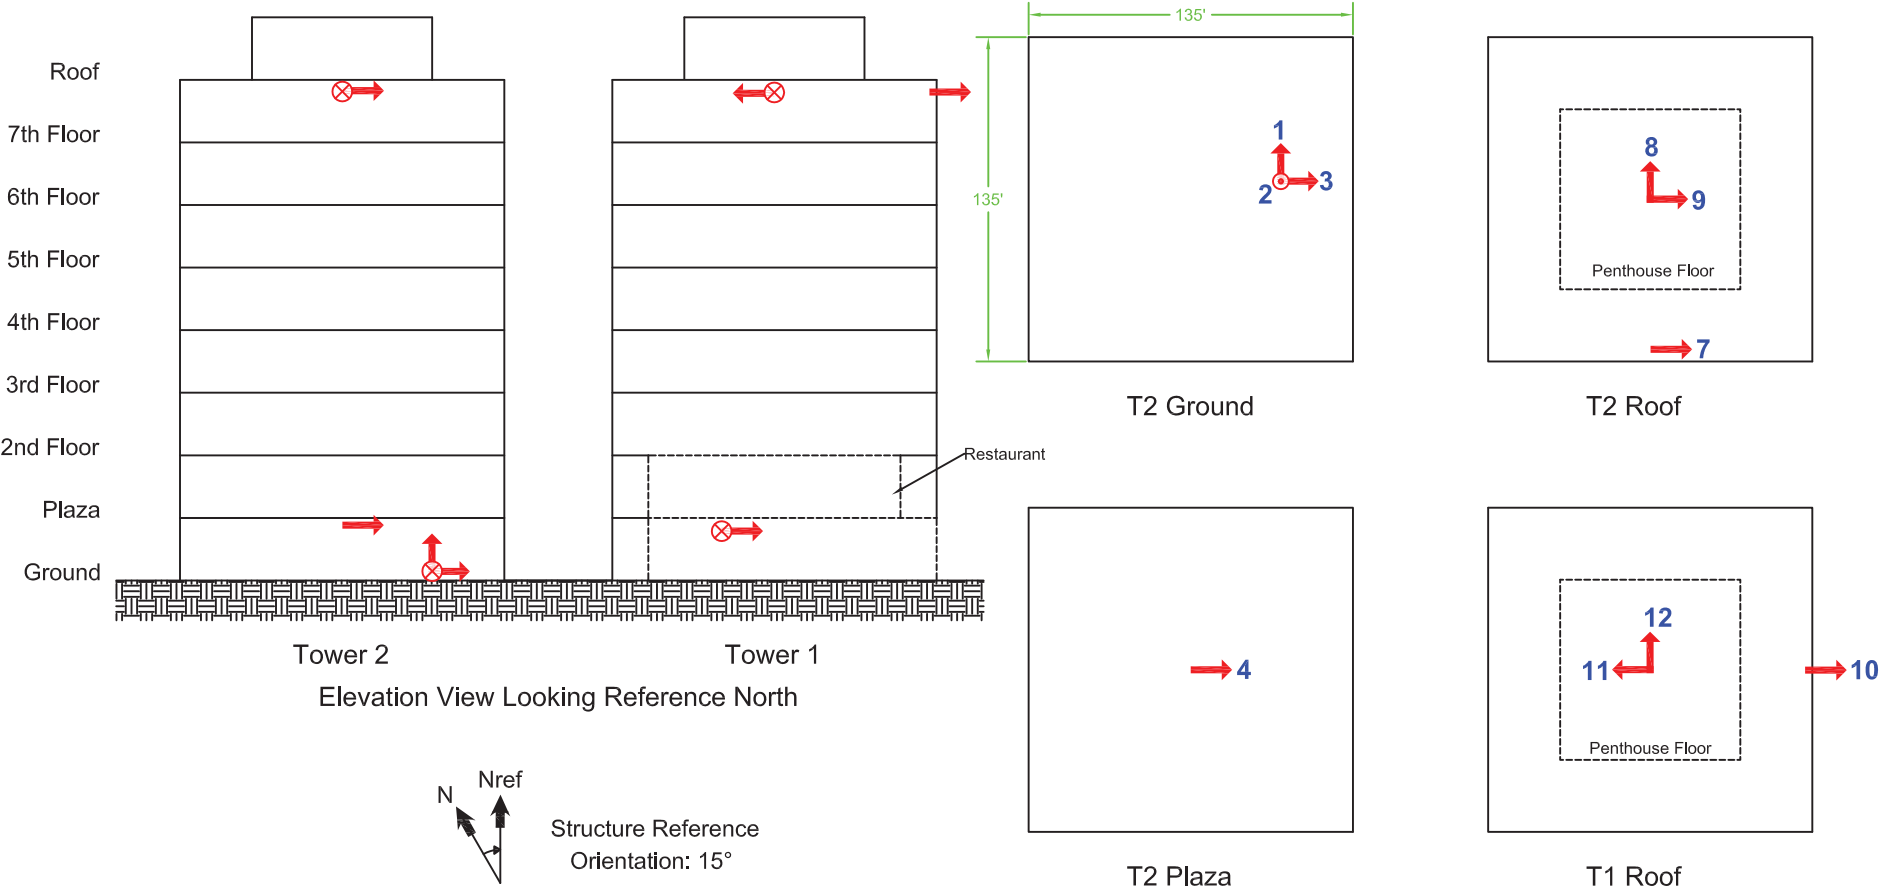 Roof
7th Floor
6th Floor
5th Floor
4th Floor
3rd Floor
2nd Floor
Plaza
Ground
Restaurant
Tower 2
Tower 1
Elevation View Looking Reference North
N
Nref
Structure Reference
Orientation: 15°
135'
135'
1
2
3
T2 Ground
8
9
Penthouse Floor
7
T2 Roof
4
T2 Plaza
12
11
10
Penthouse Floor
T1 Roof